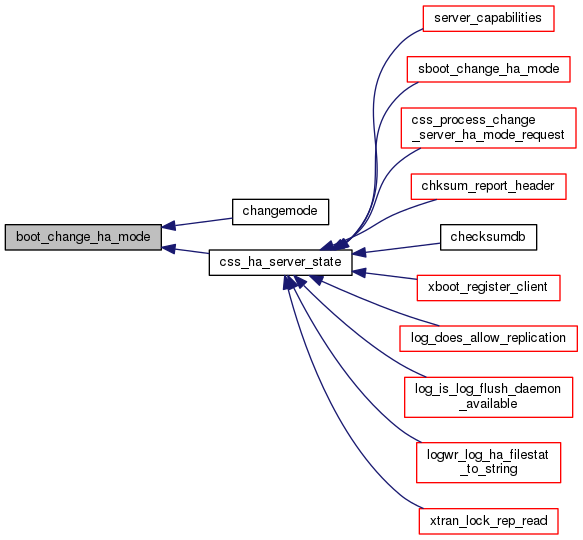 server_capabilities
sboot_change_ha_mode
css_process_change
_server_ha_mode_request
chksum_report_header
changemode
boot_change_ha_mode
checksumdb
css_ha_server_state
xboot_register_client
log_does_allow_replication
log_is_log_flush_daemon
_available
logwr_log_ha_filestat
_to_string
xtran_lock_rep_read